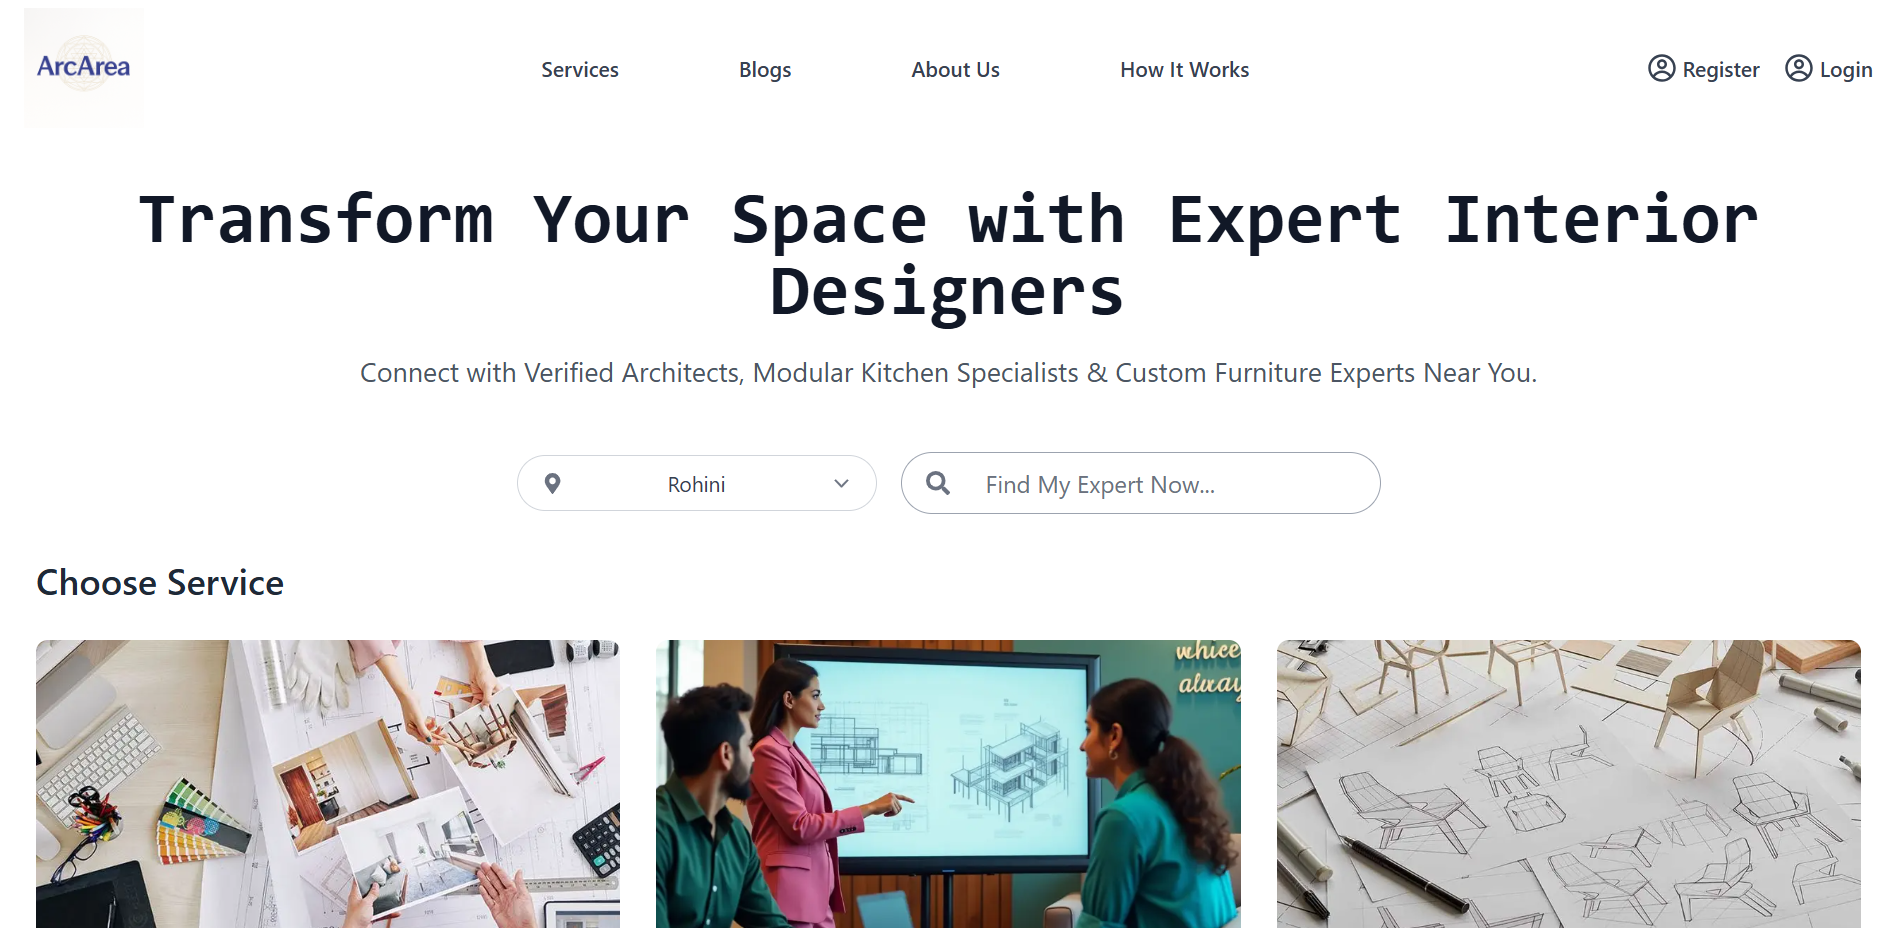 ArcArea
Services
Blogs
About Us
How It Works
Register
Login
Transform Your Space with Expert Interior
Designers
Connect with Verified Architects, Modular Kitchen Specialists & Custom Furniture Experts Near You.
Rohini
Find My Expert Now...
Choose Service
whice
alway